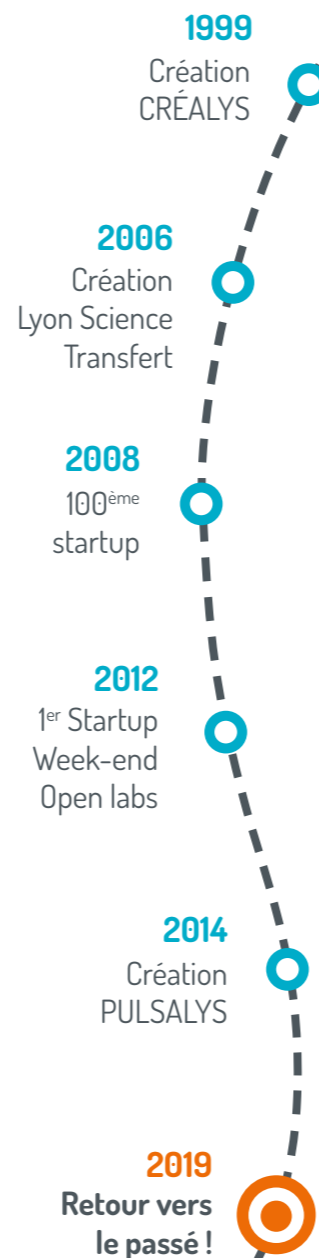 1999
Création
CRÉALYS
2006
Création
Lyon Science
Transfert
2008
100ème
startup
2012
1er Startup
Week-end
Open labs
2014
Création
PULSALYS
2019
Retour vers
le passé !